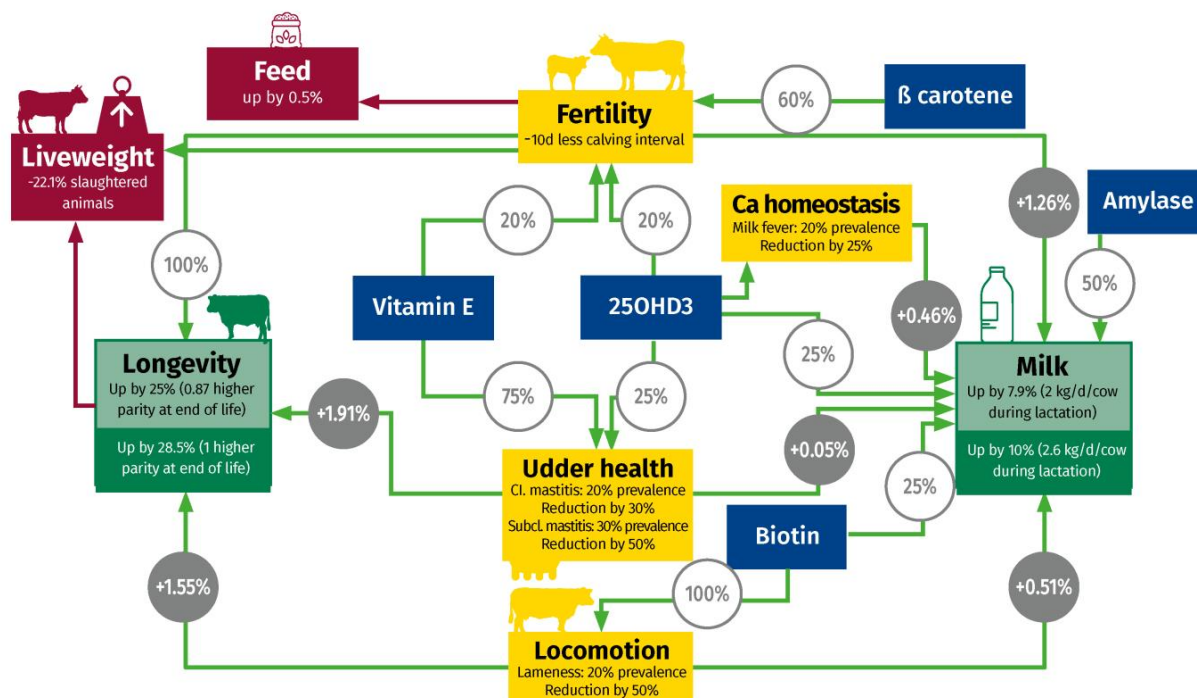 Feed
up by 0.5%
Fertility
~10d less calving interval
60%
ß carotene
Liveweight
-22.1% slaughtered
animals
20%
20%
Ca homeostasis
Milk fever: 20% prevalence
Reduction by 25%
+1.26%
Amylase
100%
Vitamin E
25OHD3
+0.46%
50%
Longevity
Up by 25% (0.87 higher
parity at end of life)
Up by 28.5% (1 higher
parity at end of life)
+1.91%
75%
25%
25%
Milk
Up by 7.9% (2 kg/d/cow
during lactation)
Up by 10% (2.6 kg/d/cow
during lactation)
Udder health
Cl. mastitis: 20% prevalence
Reduction by 30%
Subcl. mastitis: 30% prevalence
Reduction by 50%
+0.05%
25%
Biotin
+1.55%
100%
+0.51%
Locomotion
Lameness: 20% prevalence
Reduction by 50%